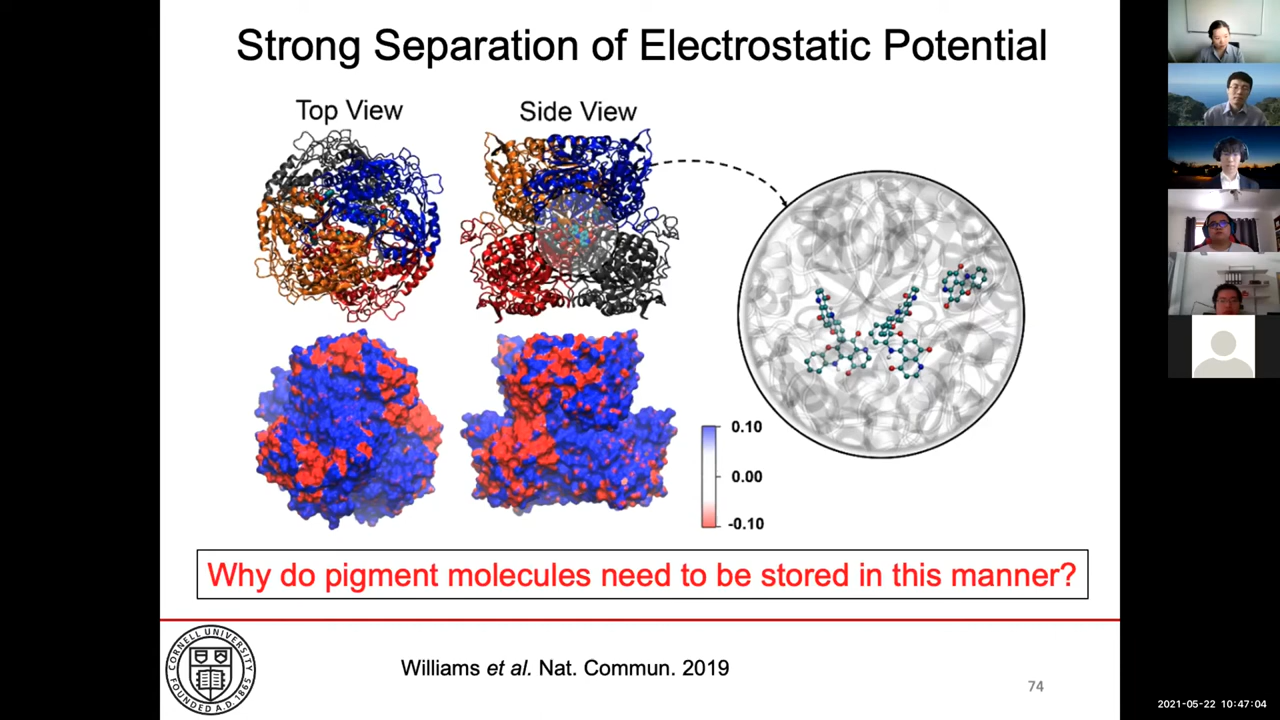 Strong Separation of Electrostatic Potential
Top View
Side View
0.10
0.00
-0.10
Why do pigment molecules need to be stored in this manner?
CORNELL UNIVERSITY
FOUNDED A.D. 1865
Williams et al. Nat. Commun. 2019
74
2021-05-22 10:47:04